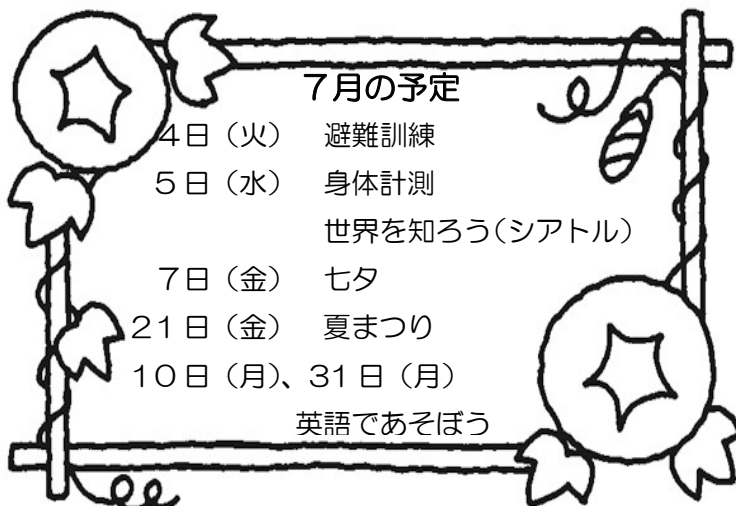 ７月の予定
４日（火）　避難訓練
５日（水）　身体計測
世界を知ろう（シアトル）
７日（金）　七夕
２１日（金）　夏まつり
１０日（月）、３１日（月）
英語であそぼう